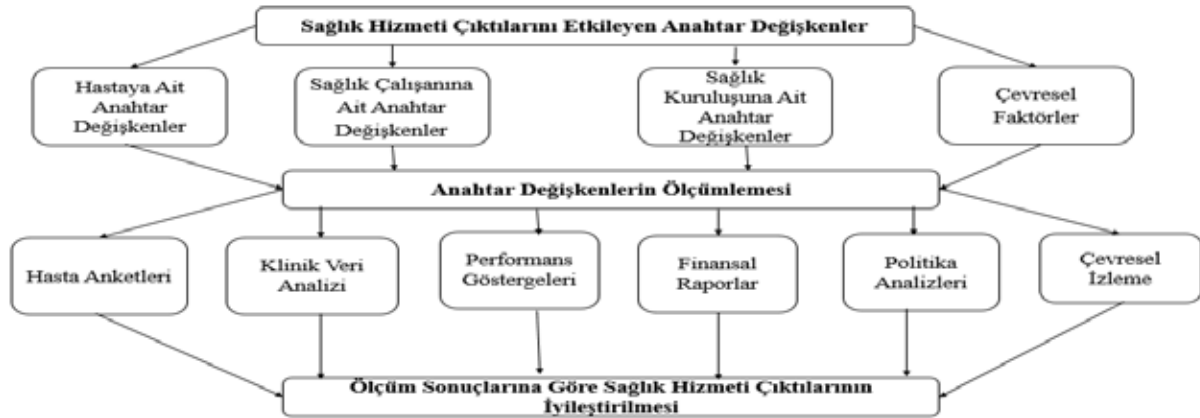 Sağlık Hizmeti Çıktılarını Etkileyen Anahtar Değişkenler
Hastaya Ait
Anahtar
Değişkenler
Sağlık Çalışanına
Ait Anahtar
Değişkenler
Sağlık
Kuruluşuna Ait
Anahtar
Değişkenler
Çevresel
Faktörler
Anahtar Değişkenlerin Ölçümlemesi
Hasta Anketleri
Klinik Veri
Analizi
Performans
Göstergeleri
Finansal
Raporlar
Politika
Analizleri
Çevresel
İzleme
Ölçüm Sonuçlarına Göre Sağlık Hizmeti Çıktılarının
İyileştirilmesi